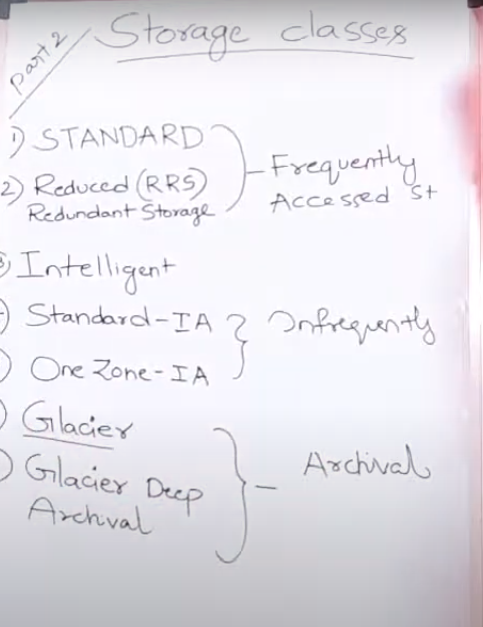 Part 2
Storage classes
1) STANDARD
2) Reduced (RRS)
Redundant Storage
Frequently
Accessed St
Intelligent
Standard-IA
Infrequently
One Zone-IA
Glacier
Glacier Deep
Archival
Archival